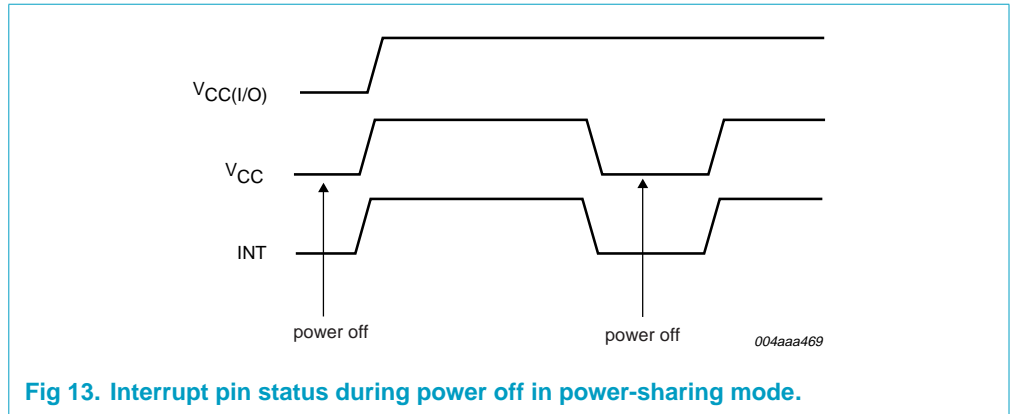 VCC(I/O)
VCC
INT
power off
power off
004aaa469
Fig 13. Interrupt pin status during power off in power-sharing mode.